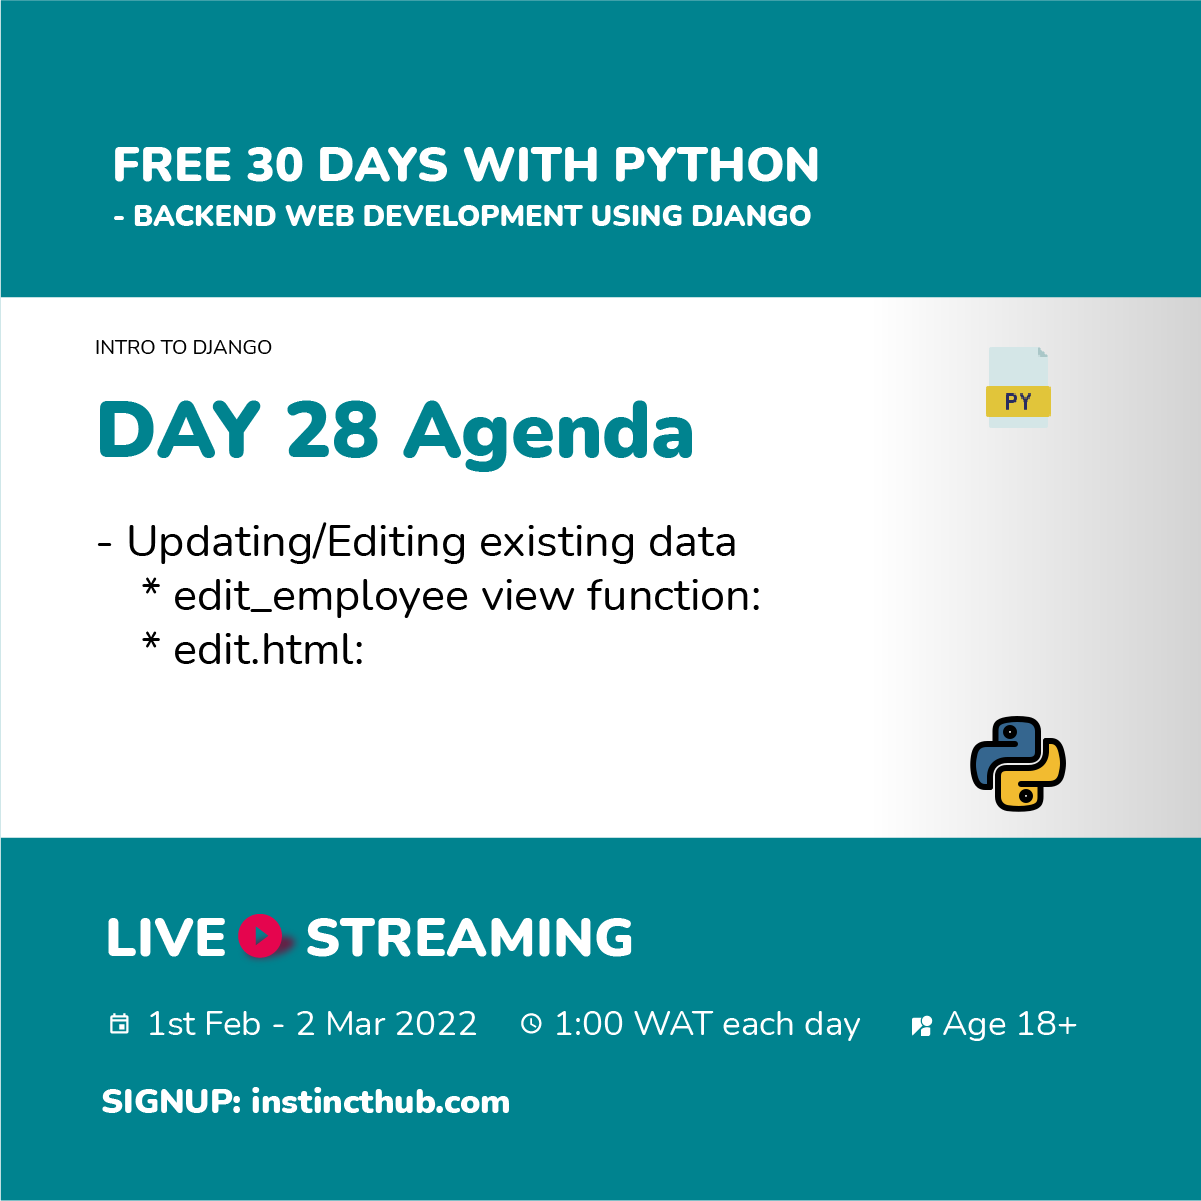 FREE 30 DAYS WITH PYTHON
- BACKEND WEB DEVELOPMENT USING DJANGO
INTRO TO DJANGO
PY
DAY 28 Agenda
- Updating/Editing existing data
* edit_employee view function:
* edit.html:
LIVE STREAMING
1st Feb - 2 Mar 2022 1:00 WAT each day Age 18+
SIGNUP: instincthub.com